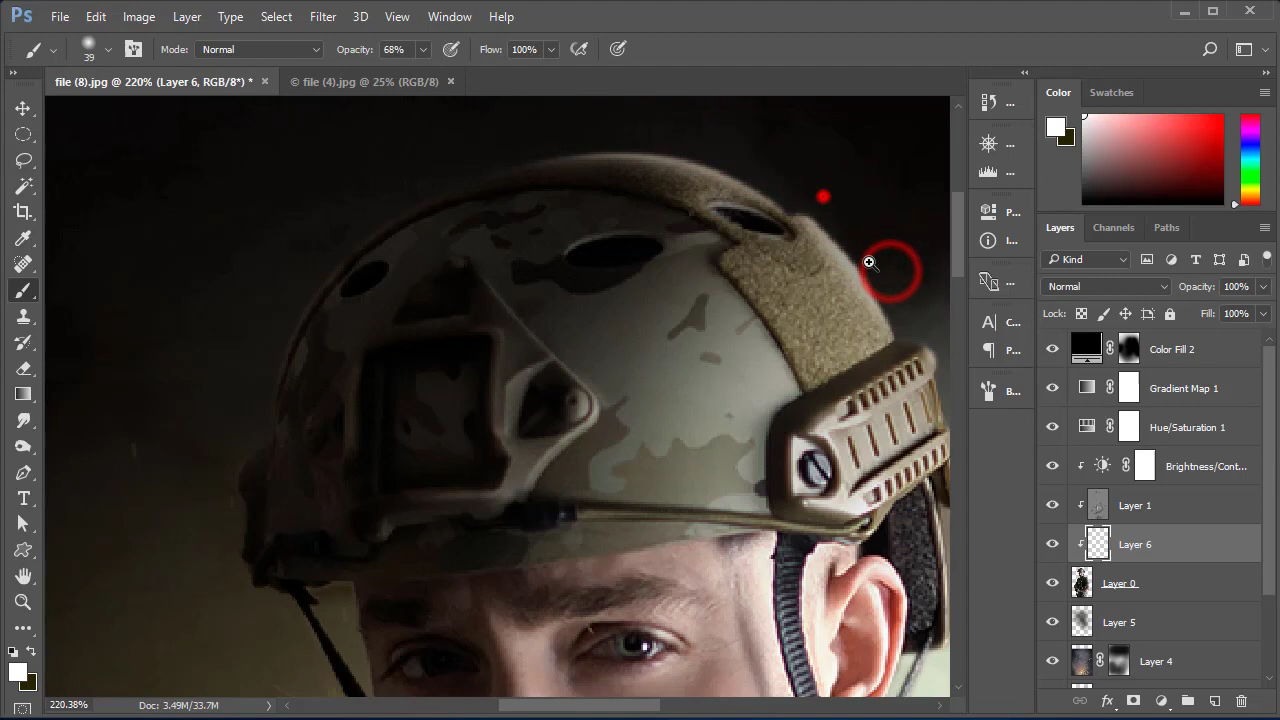 Ps File Edit Image Layer Type Select Filter 3D View Window Help
39 Mode: Normal Opacity: 68% Flow: 100%
file (8).jpg @ 220% (Layer 6, RGB/8*) * × © file (4).jpg @ 25% (RGB/8) ×
Color Swatches
...
...
...
P...
I...
...
A C...
P...
B...
Layers Channels Paths
Kind
Normal Opacity: 100%
Lock: Fill: 100%
Color Fill 2
Gradient Map 1
Hue/Saturation 1
Brightness/Cont...
Layer 1
Layer 6
Layer 0
Layer 5
Layer 4
fx
220.38% Doc: 3.49M/33.7M